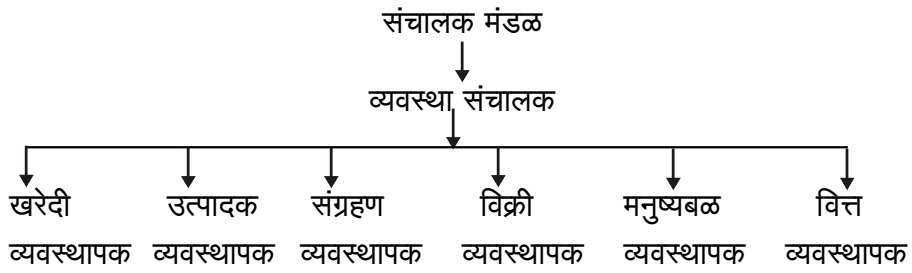 संचालक मंडळ
व्यवस्था संचालक
खरेदी उत्पादक संग्रहण विक्री मनुष्यबळ वित्त
व्यवस्थापक व्यवस्थापक व्यवस्थापक व्यवस्थापक व्यवस्थापक व्यवस्थापक